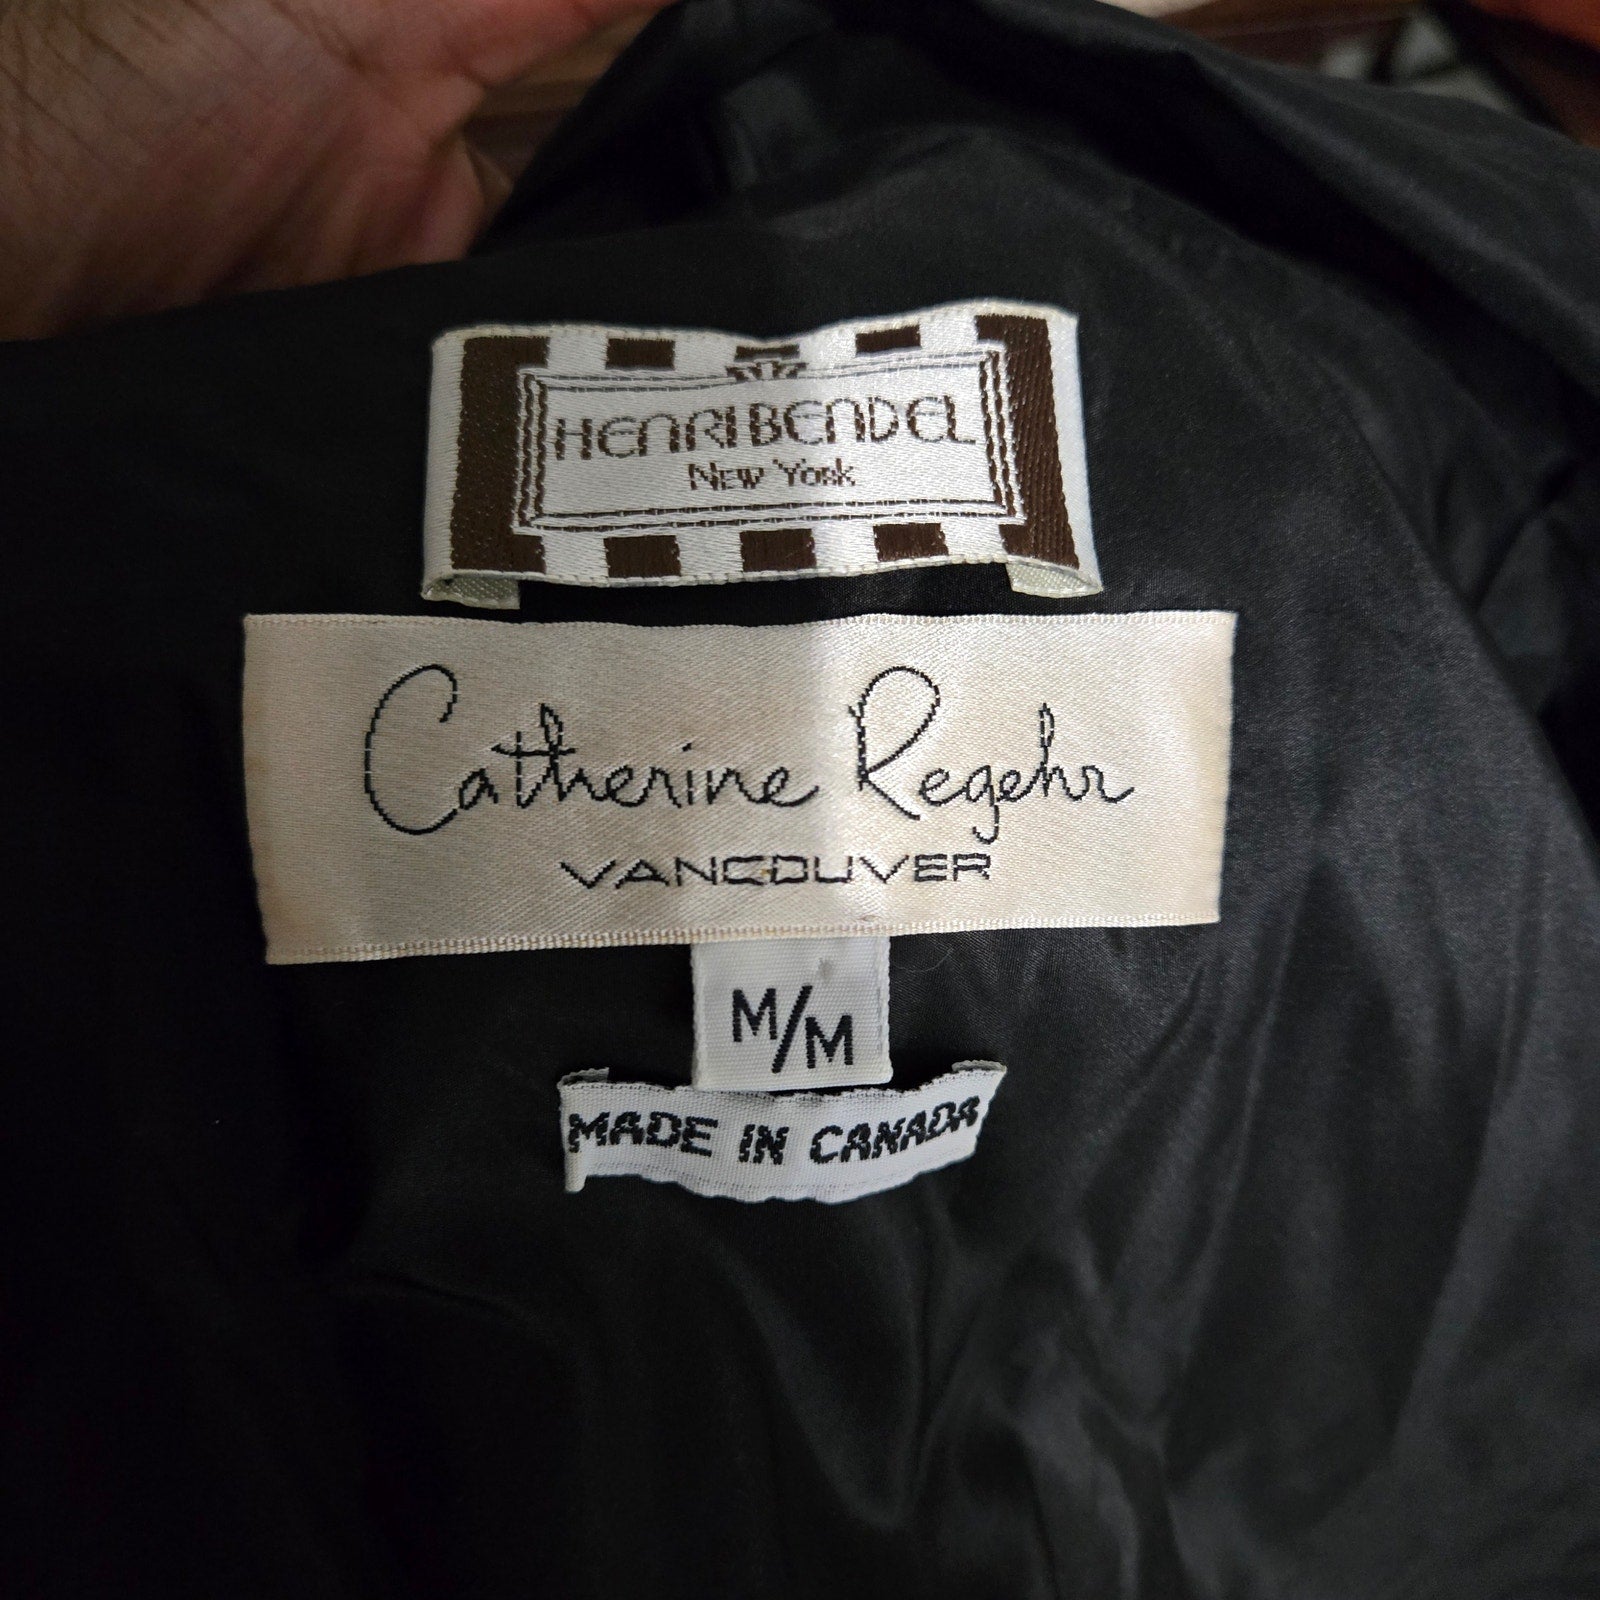 HENRI BENDEL
NEW YORK
Catherine Regehr
VANCOUVER
M/M
MADE IN CANADA